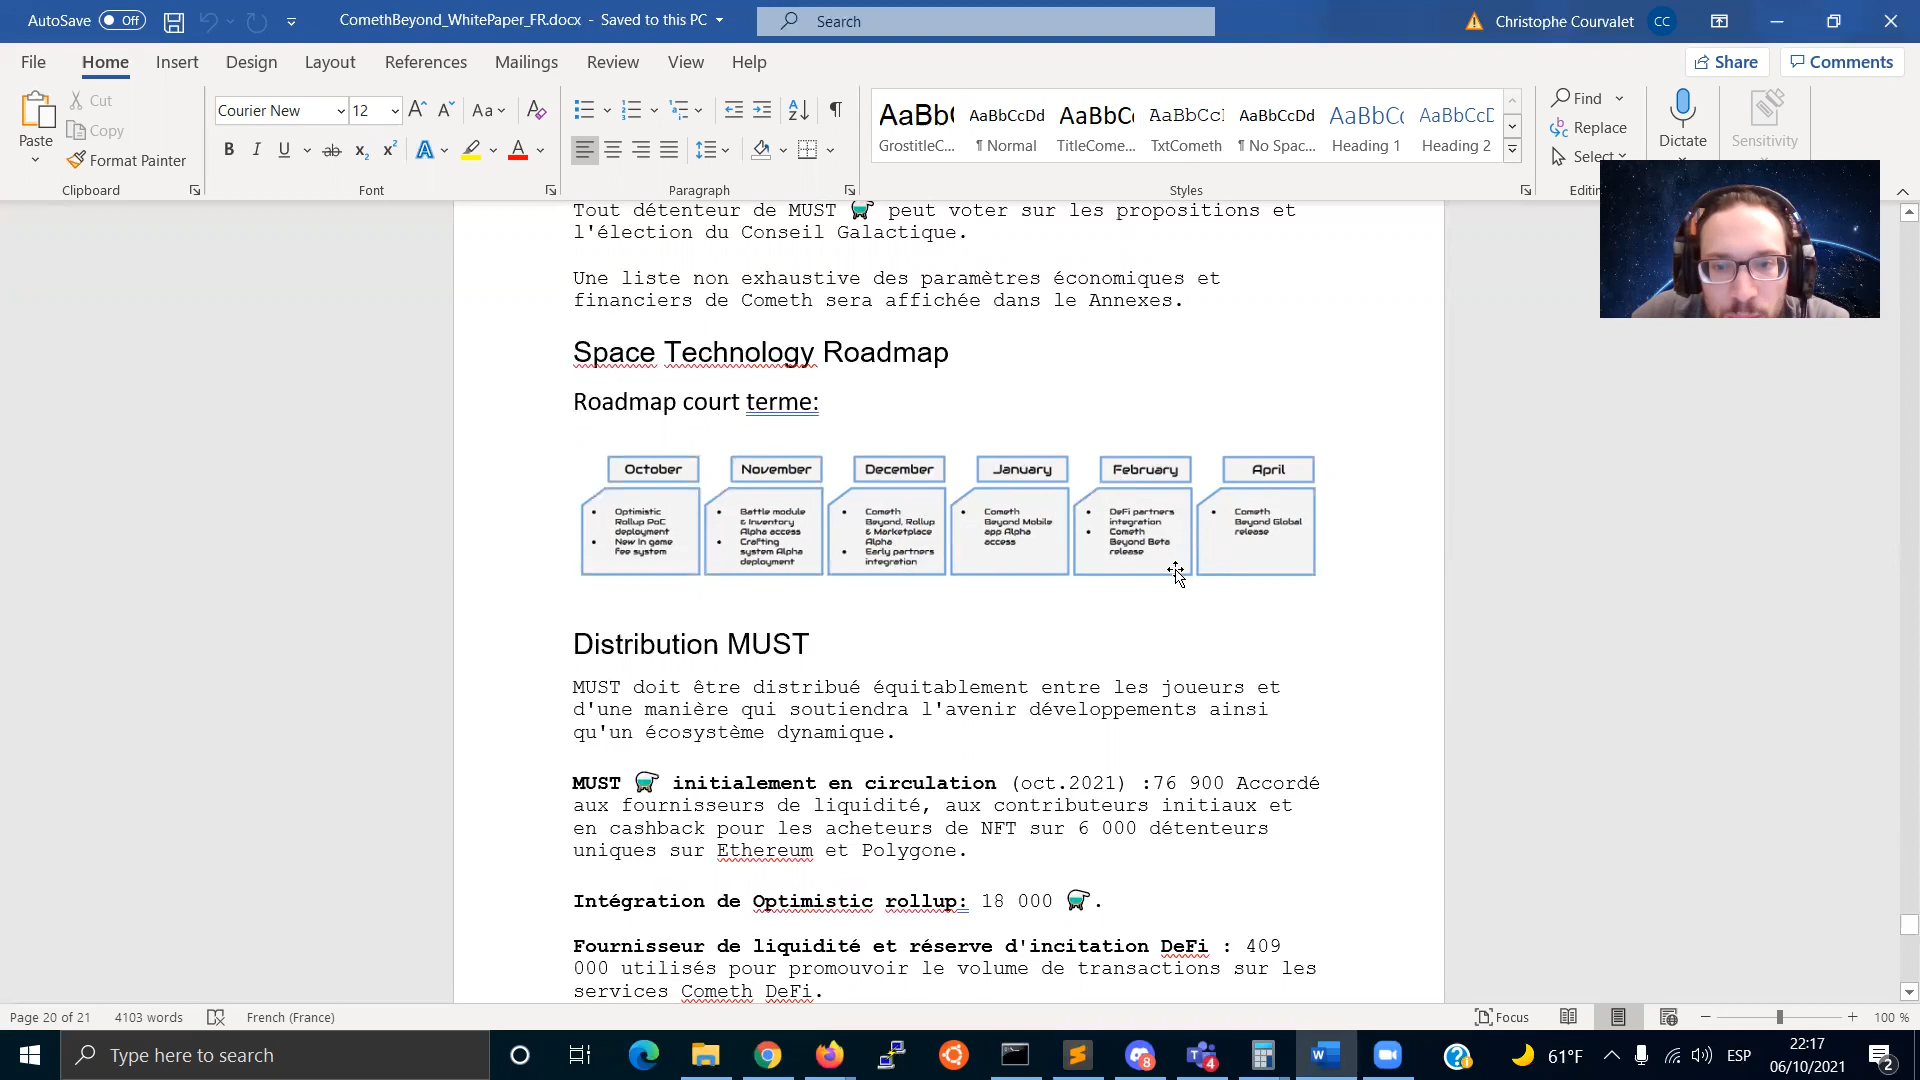 AutoSave Off ComethBeyond_WhitePaper_FR.docx - Saved to this PC Search Christophe Courvalet CC
File Home Insert Design Layout References Mailings Review View Help Share Comments
Paste Cut
Copy
Format Painter
Clipboard
Courier New 12 Aa
B I U ab x₂ x² A A
Font
Paragraph
AaBb( AaBbCcDd AaBbC( AaBbCcI AaBbCcDd AaBbC( AaBbCcD
GrostitleC... ¶ Normal TitleCome... TxtCometh ¶ No Spac... Heading 1 Heading 2
Styles
Find
Replace
Select
Editin
Dictate
Sensitivity
Tout détenteur de MUST peut voter sur les propositions et
l'élection du Conseil Galactique.
Une liste non exhaustive des paramètres économiques et
financiers de Cometh sera affichée dans le Annexes.
Space Technology Roadmap
Roadmap court terme:
October
• Optimistic
Rollup PoC
deployment
• New in game
fee system
November
• Battle module
& Inventory
Alpha access
• Crafting
system Alpha
deployment
December
• Cometh
Beyond, Rollup
& Marketplace
Alpha
• Early partners
integration
January
• Cometh
Beyond Mobile
app Alpha
access
February
• DeFi partners
integration
• Cometh
Beyond Beta
release
April
• Cometh
Beyond Global
release
Distribution MUST
MUST doit être distribué équitablement entre les joueurs et
d'une manière qui soutiendra l'avenir développements ainsi
qu'un écosystème dynamique.
MUST initialement en circulation (oct.2021) :76 900 Accordé
aux fournisseurs de liquidité, aux contributeurs initiaux et
en cashback pour les acheteurs de NFT sur 6 000 détenteurs
uniques sur Ethereum et Polygone.
Intégration de Optimistic rollup: 18 000 .
Fournisseur de liquidité et réserve d'incitation DeFi : 409
000 utilisés pour promouvoir le volume de transactions sur les
services Cometh DeFi.
Page 20 of 21 4103 words French (France) Focus 100 %
Type here to search 8 4 61°F ESP 22:17
06/10/2021 2